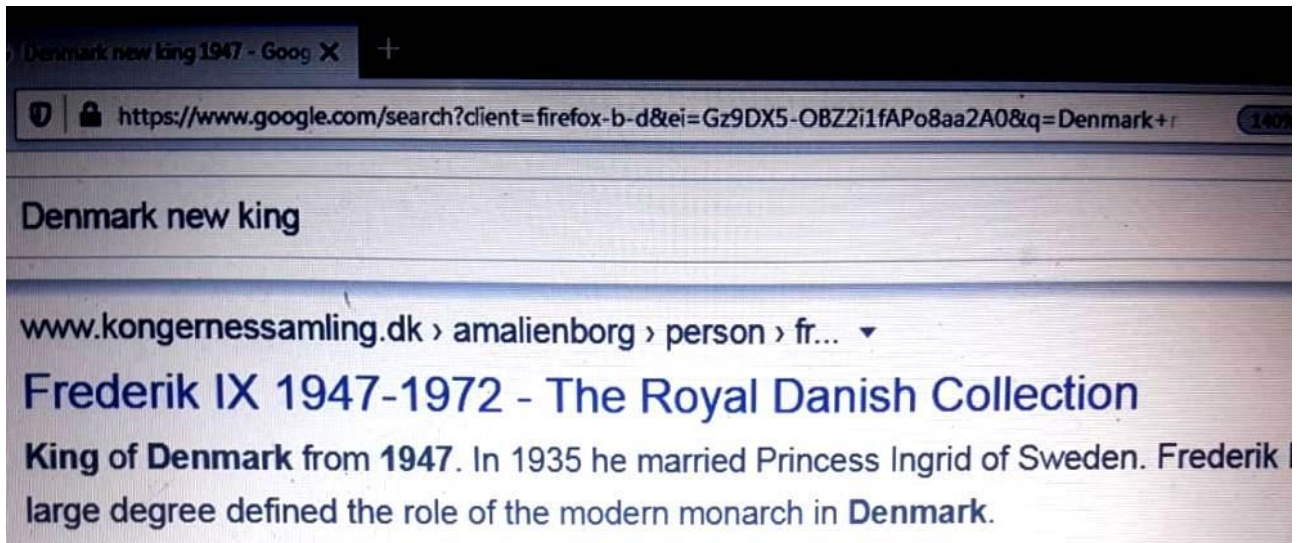 Denmark new king 1947 - Goog
https://www.google.com/search?client=firefox-b-d&ei=Gz9DX5-OBZ2i1fAPo8aa2A0&q=Denmark+r
140%
Denmark new king
www.kongernessamling.dk › amalienborg › person › fr...
Frederik IX 1947-1972 - The Royal Danish Collection
King of Denmark from 1947. In 1935 he married Princess Ingrid of Sweden. Frederik
large degree defined the role of the modern monarch in Denmark.